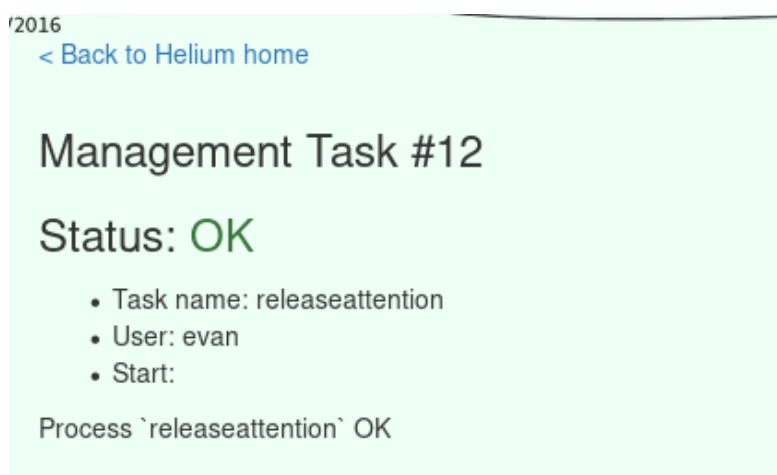 /2016
< Back to Helium home
Management Task #12
Status: OK
• Task name: releaseattention
• User: evan
• Start:
Process `releaseattention` OK